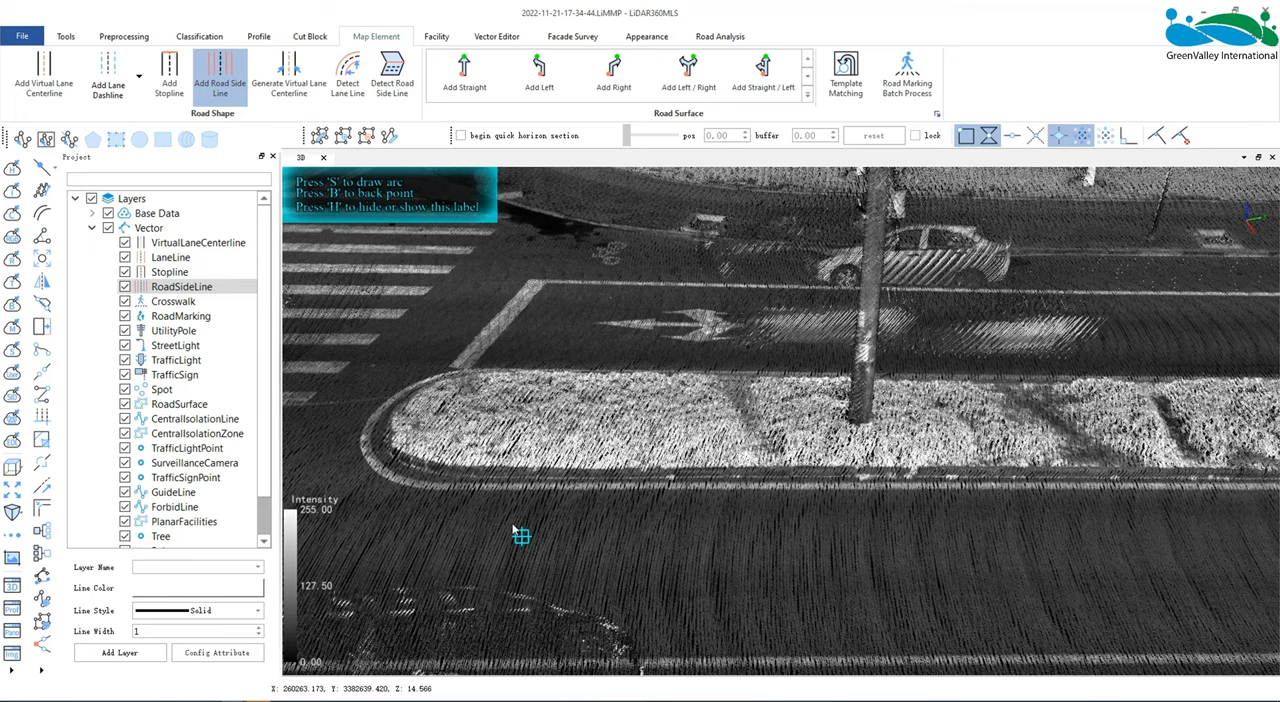 2022-11-21-17-34-44.LiMMP - LiDAR360MLS
GreenValley International
File
Tools
Preprocessing
Classification
Profile
Cut Block
Map Element
Facility
Vector Editor
Facade Survey
Appearance
Road Analysis
Add Virtual Lane Centerline
Add Lane Dashline
Add Stopline
Add Road Side Line
Generate Virtual Lane Centerline
Detect Lane Line
Detect Road Side Line
Road Shape
Add Straight
Add Left
Add Right
Add Left / Right
Add Straight / Left
Road Surface
Template Matching
Road Marking Batch Process
begin quick horizon section
pos
0.00
buffer
0.00
reset
lock
Project
3D
Layers
Base Data
Vector
VirtualLaneCenterline
LaneLine
Stopline
RoadSideLine
Crosswalk
RoadMarking
UtilityPole
StreetLight
TrafficLight
TrafficSign
Spot
RoadSurface
CentralIsolationLine
CentralIsolationZone
TrafficLightPoint
SurveillanceCamera
TrafficSignPoint
GuideLine
ForbidLine
PlanarFacilities
Tree
Layer Name
Line Color
Line Style
Solid
Line Width
1
Add Layer
Config Attribute
Press 'S' to draw arc
Press 'B' to back point
Press 'H' to hide or show this label
Intensity
255.00
127.50
0.00
X: 260263.173, Y: 3382639.420, Z: 14.566